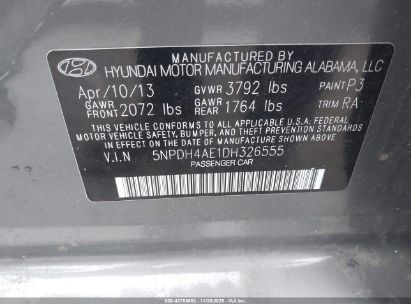 HYUNDAI MOTOR MANUFACTURING ALABAMA, LLC
Apr/10/13 GVWR 3792 lbs PAINT P3
GAWR FRONT 2072 lbs GAWR REAR 1764 lbs TRIM RA
THIS VEHICLE CONFORMS TO ALL APPLICABLE U.S.A. FEDERAL
MOTOR VEHICLE SAFETY, BUMPER, AND THEFT PREVENTION STANDARDS
IN EFFECT ON THE DATE OF MANUFACTURE SHOWN ABOVE.
V.I.N 5NPDH4AE1DH326555
PASSENGER CAR